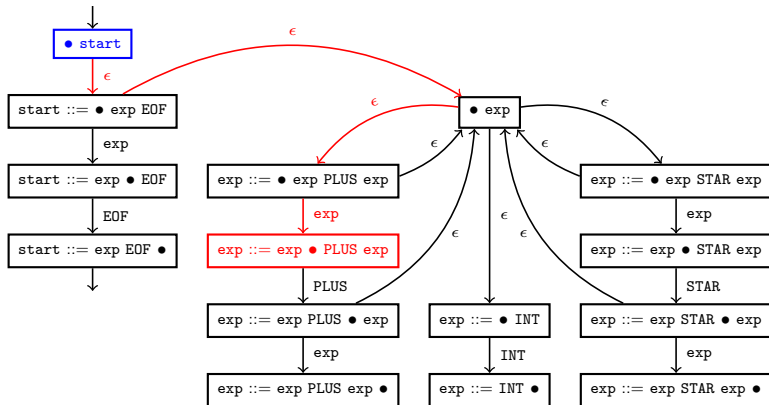 ● start
ϵ
ϵ
start ::= ● exp EOF
ϵ
● exp
ϵ
exp
start ::= exp ● EOF
exp ::= ● exp PLUS exp
ϵ
ϵ
exp ::= ● exp STAR exp
EOF
exp
ϵ
ϵ
ϵ
exp
start ::= exp EOF ●
exp ::= exp ● PLUS exp
exp ::= exp ● STAR exp
PLUS
STAR
exp ::= exp PLUS ● exp
exp ::= ● INT
exp ::= exp STAR ● exp
exp
INT
exp
exp ::= exp PLUS exp ●
exp ::= INT ●
exp ::= exp STAR exp ●